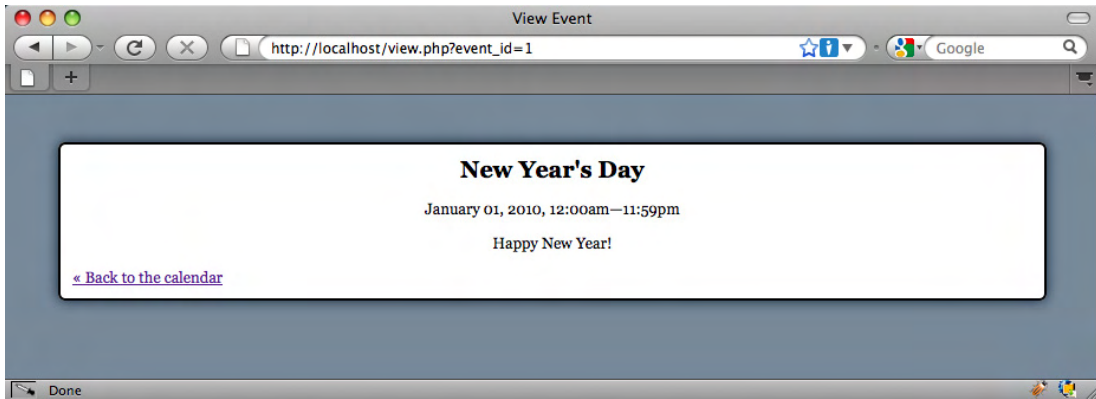 View Event
http://localhost/view.php?event_id=1
Google
New Year's Day
January 01, 2010, 12:00am—11:59pm
Happy New Year!
« Back to the calendar
Done